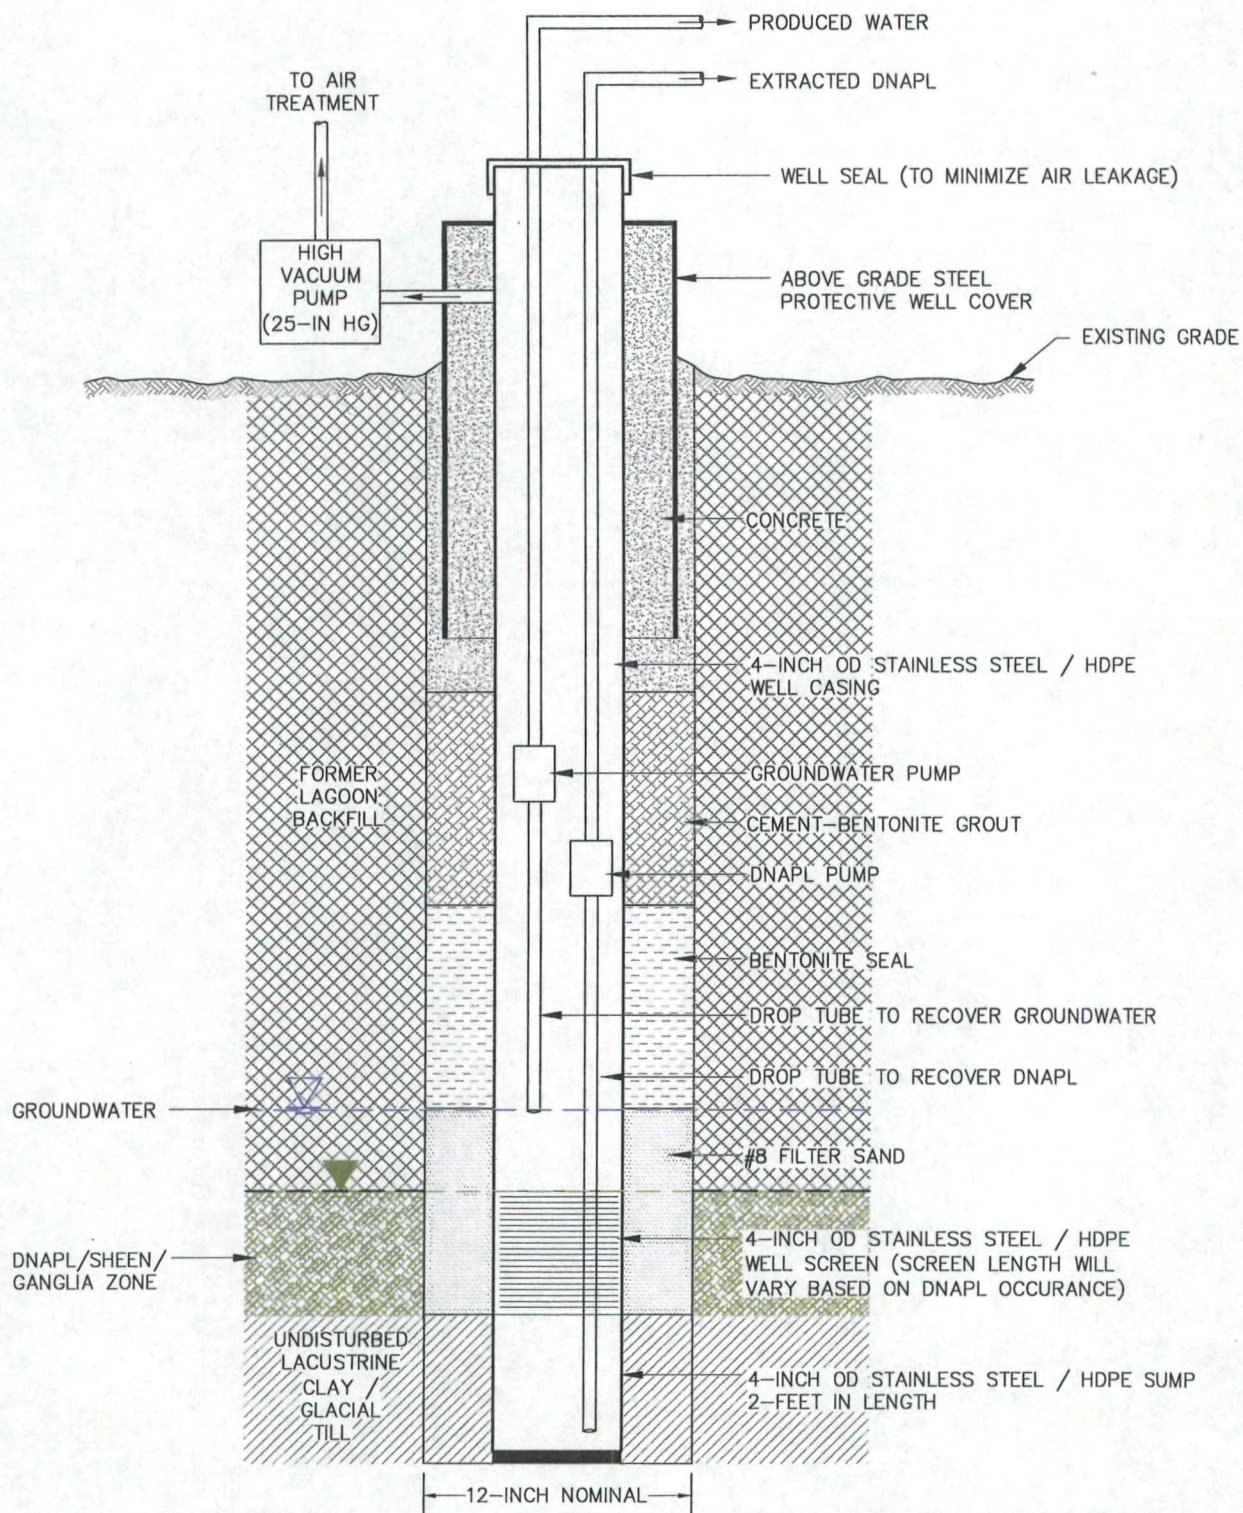 PRODUCED WATER
EXTRACTED DNAPL
TO AIR
TREATMENT
WELL SEAL (TO MINIMIZE AIR LEAKAGE)
HIGH
VACUUM
PUMP
(25-IN HG)
ABOVE GRADE STEEL
PROTECTIVE WELL COVER
EXISTING GRADE
CONCRETE
4-INCH OD STAINLESS STEEL / HDPE
WELL CASING
FORMER
LAGOON
BACKFILL
GROUNDWATER PUMP
CEMENT-BENTONITE GROUT
DNAPL PUMP
BENTONITE SEAL
DROP TUBE TO RECOVER GROUNDWATER
DROP TUBE TO RECOVER DNAPL
GROUNDWATER
#8 FILTER SAND
DNAPL/SHEEN/
GANGLIA ZONE
4-INCH OD STAINLESS STEEL / HDPE
WELL SCREEN (SCREEN LENGTH WILL
VARY BASED ON DNAPL OCCURANCE)
UNDISTURBED
LACUSTRINE
CLAY /
GLACIAL
TILL
4-INCH OD STAINLESS STEEL / HDPE SUMP
2-FEET IN LENGTH
12-INCH NOMINAL